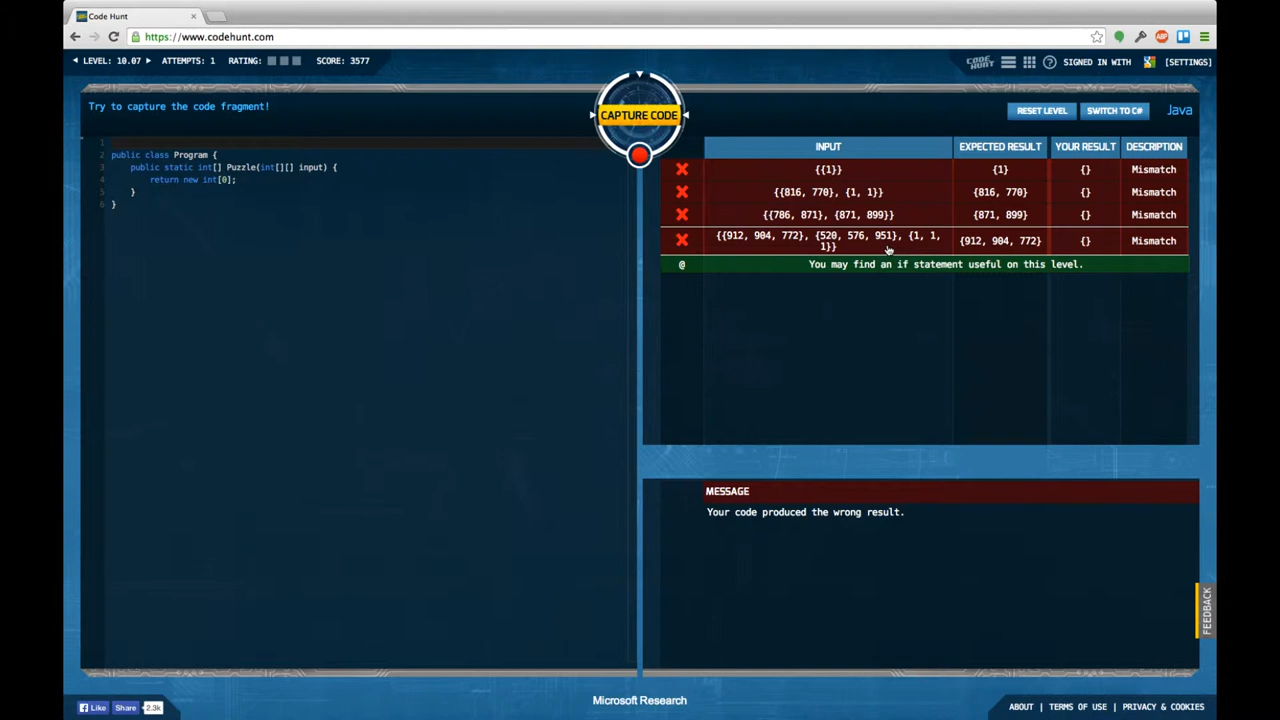 Code Hunt
https://www.codehunt.com
LEVEL: 10.07 ATTEMPTS: 1 RATING: SCORE: 3577
CODE HUNT
SIGNED IN WITH [SETTINGS]
Try to capture the code fragment!
CAPTURE CODE
RESET LEVEL SWITCH TO C# Java
1
2 public class Program {
3 public static int[] Puzzle(int[][] input) {
4 return new int[0];
5 }
6 }
INPUT EXPECTED RESULT YOUR RESULT DESCRIPTION
{{1}} {1} {} Mismatch
{{816, 770}, {1, 1}} {816, 770} {} Mismatch
{{786, 871}, {871, 899}} {871, 899} {} Mismatch
{{912, 904, 772}, {520, 576, 951}, {1, 1,
1}} {912, 904, 772} {} Mismatch
@ You may find an if statement useful on this level.
MESSAGE
Your code produced the wrong result.
FEEDBACK
Like Share 2.3k
Microsoft Research
ABOUT | TERMS OF USE | PRIVACY & COOKIES